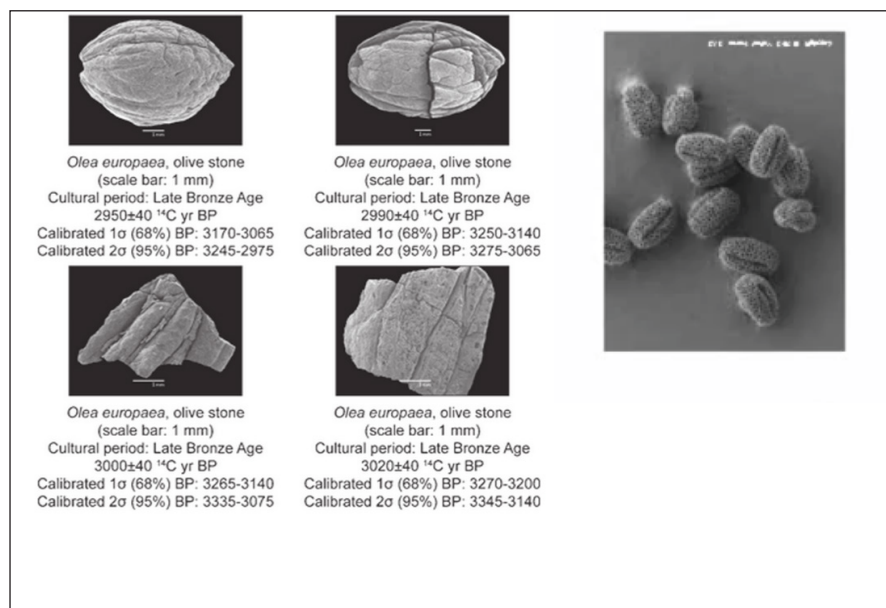 1 mm
1 mm
Olea europaea, olive stone
(scale bar: 1 mm)
Cultural period: Late Bronze Age
2950±40 ¹⁴C yr BP
Calibrated 1σ (68%) BP: 3170-3065
Calibrated 2σ (95%) BP: 3245-2975
Olea europaea, olive stone
(scale bar: 1 mm)
Cultural period: Late Bronze Age
2990±40 ¹⁴C yr BP
Calibrated 1σ (68%) BP: 3250-3140
Calibrated 2σ (95%) BP: 3275-3065
1 mm
Olea europaea, olive stone
(scale bar: 1 mm)
Cultural period: Late Bronze Age
3000±40 ¹⁴C yr BP
Calibrated 1σ (68%) BP: 3265-3140
Calibrated 2σ (95%) BP: 3335-3075
Olea europaea, olive stone
(scale bar: 1 mm)
Cultural period: Late Bronze Age
3020±40 ¹⁴C yr BP
Calibrated 1σ (68%) BP: 3270-3200
Calibrated 2σ (95%) BP: 3345-3140